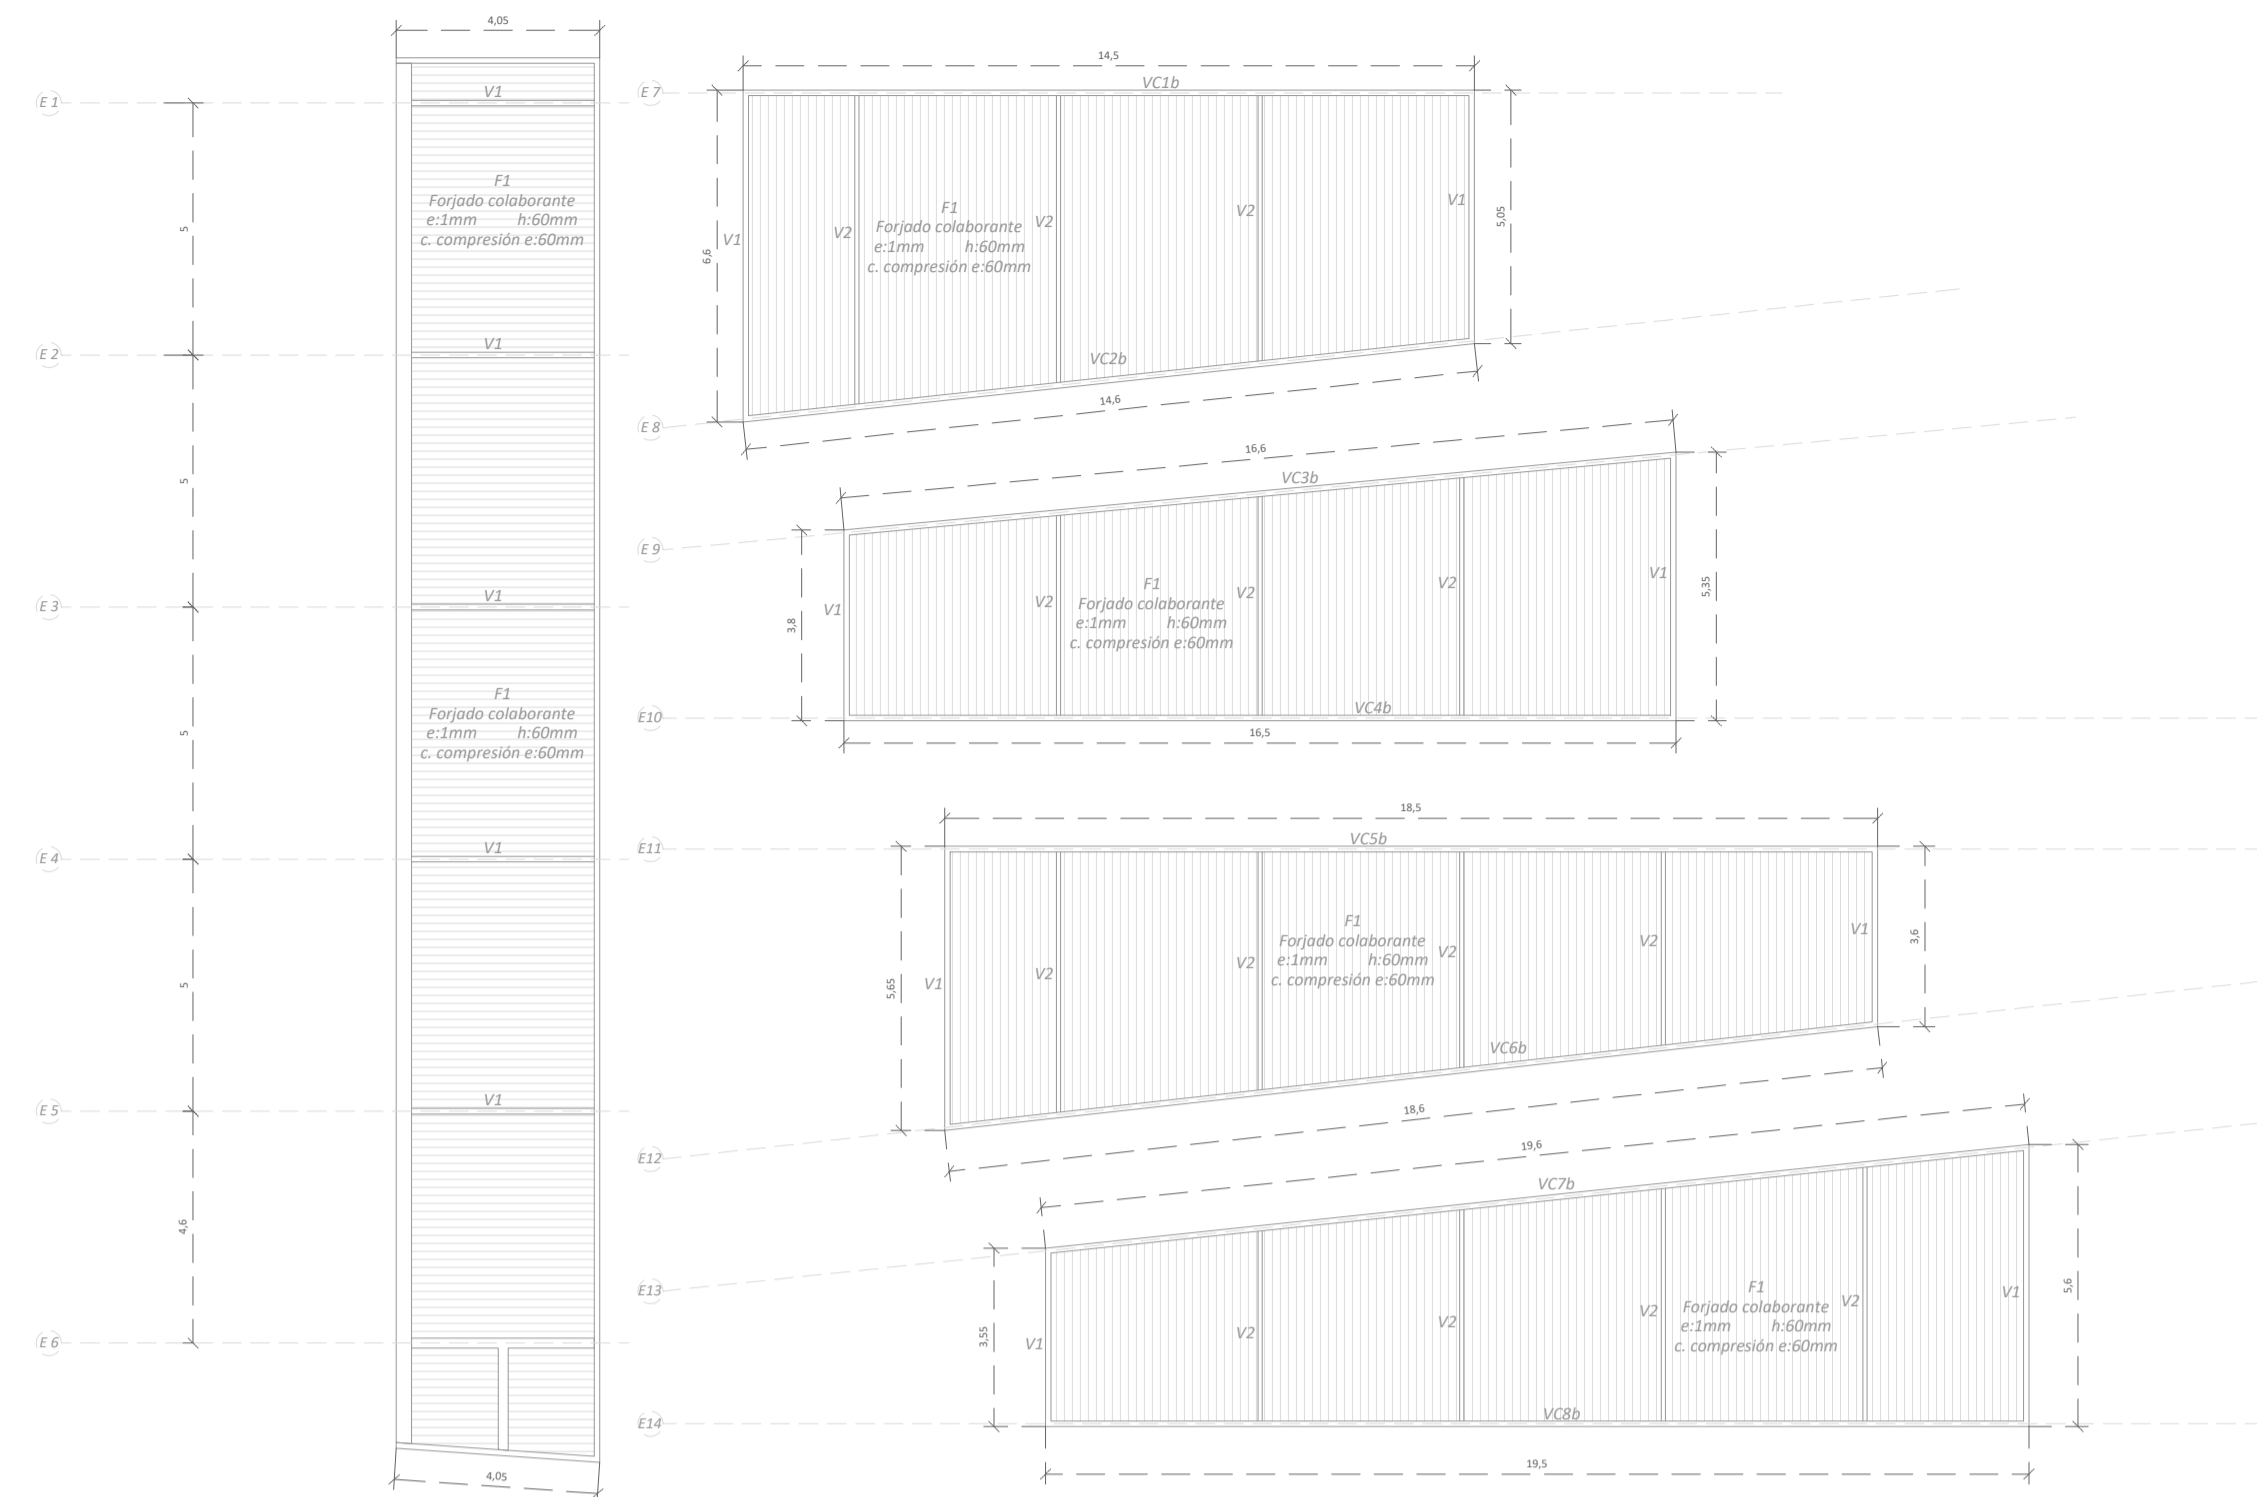 4,05
E 1
V1
5
F1
Forjado colaborante
e:1mm h:60mm
c. compresión e:60mm
E 2
V1
5
E 3
V1
5
F1
Forjado colaborante
e:1mm h:60mm
c. compresión e:60mm
E 4
V1
5
E 5
V1
4,6
E 6
4,05
14,5
E 7
VC1b
6,6
V1
V2
F1
Forjado colaborante
e:1mm h:60mm
c. compresión e:60mm
V2
V2
V1
5,05
VC2b
14,6
E 8
16,6
VC3b
E 9
3,8
V1
V2
F1
Forjado colaborante
e:1mm h:60mm
c. compresión e:60mm
V2
V2
V1
5,35
E10
VC4b
16,5
18,5
E11
VC5b
5,65
V1
V2
V2
F1
Forjado colaborante
e:1mm h:60mm
c. compresión e:60mm
V2
V2
V1
3,6
VC6b
18,6
E12
19,6
VC7b
E13
3,55
V1
V2
V2
V2
F1
Forjado colaborante
e:1mm h:60mm
c. compresión e:60mm
V2
V1
5,6
E14
VC8b
19,5